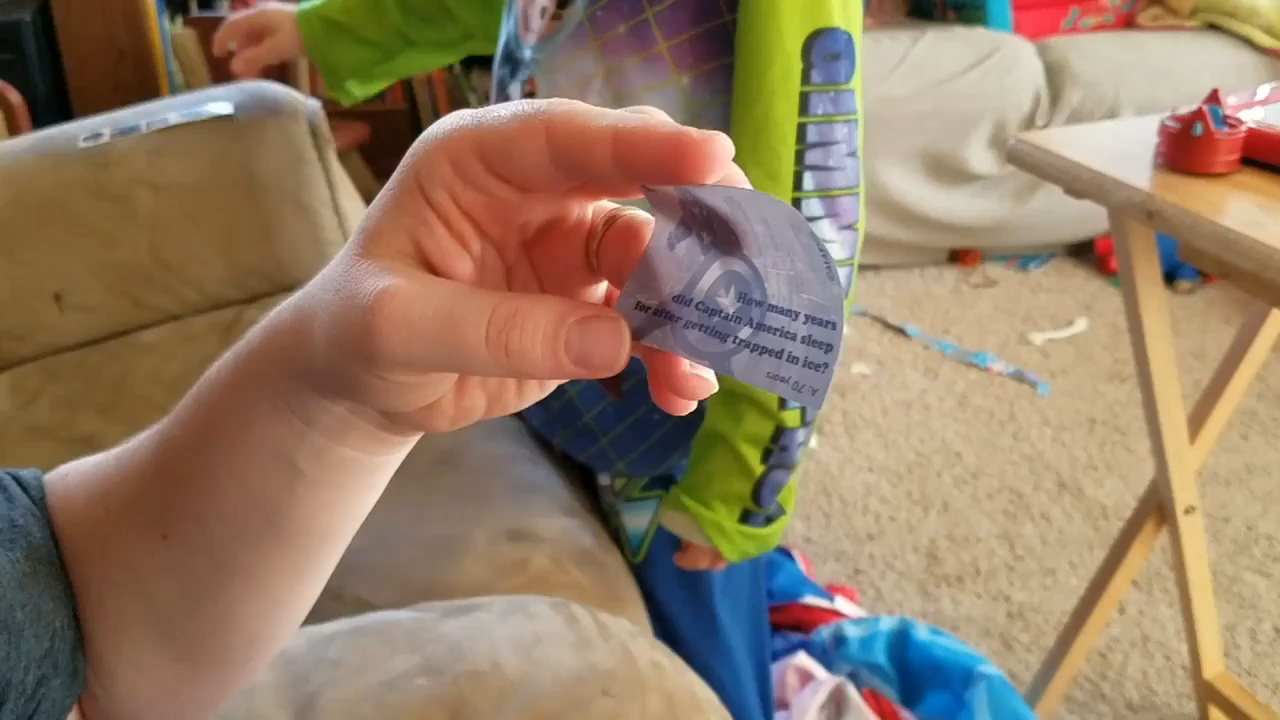 How many years
did Captain America sleep
for after getting trapped in ice?
A: 70 years